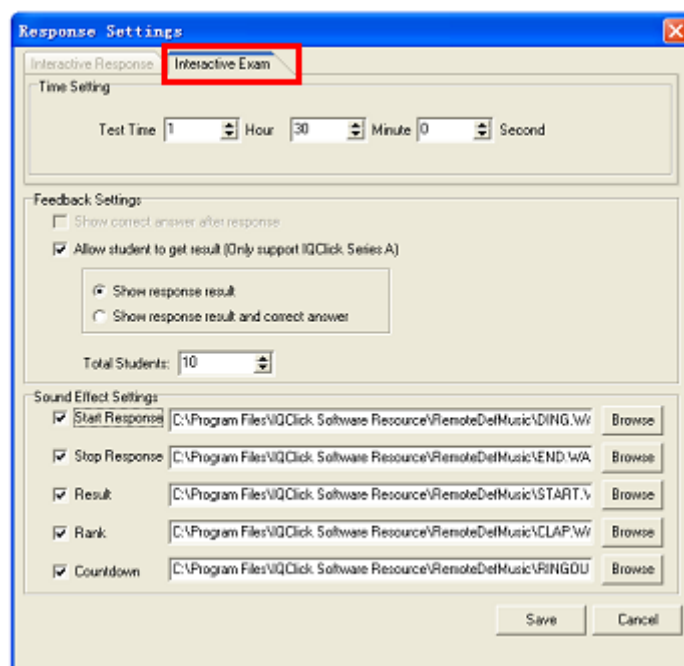 Response Settings
Interactive Response Interactive Exam
Time Setting
Test Time 1 Hour 30 Minute 0 Second
Feedback Settings
Show correct answer after response
Allow student to get result (Only support IQClick Series A)
Show response result
Show response result and correct answer
Total Students: 10
Sound Effect Settings
Start Response C:\Program Files\IQClick Software Resource\RemoteDefMusic\DING.WA Browse
Stop Response C:\Program Files\IQClick Software Resource\RemoteDefMusic\END.WA Browse
Result C:\Program Files\IQClick Software Resource\RemoteDefMusic\START.V Browse
Rank C:\Program Files\IQClick Software Resource\RemoteDefMusic\CLAP.WA Browse
Countdown C:\Program Files\IQClick Software Resource\RemoteDefMusic\RINGOU Browse
Save Cancel